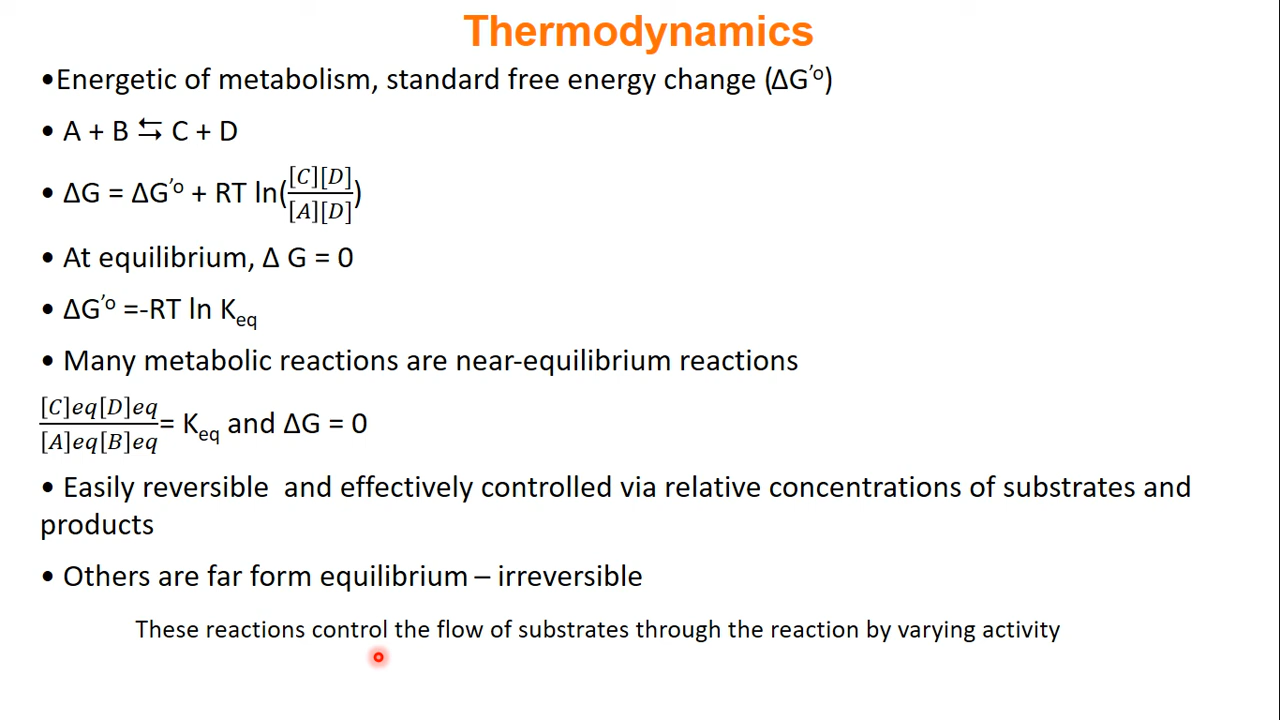 Thermodynamics
•Energetic of metabolism, standard free energy change (ΔG’ᵒ)
• A + B ⮀ C + D
• ΔG = ΔG’ᵒ + RT ln([C][D]/[A][D])
• At equilibrium, Δ G = 0
• ΔG’ᵒ =-RT ln Keq
• Many metabolic reactions are near-equilibrium reactions
[C]eq[D]eq/[A]eq[B]eq= Keq and ΔG = 0
• Easily reversible  and effectively controlled via relative concentrations of substrates and
products
• Others are far form equilibrium – irreversible
These reactions control the flow of substrates through the reaction by varying activity